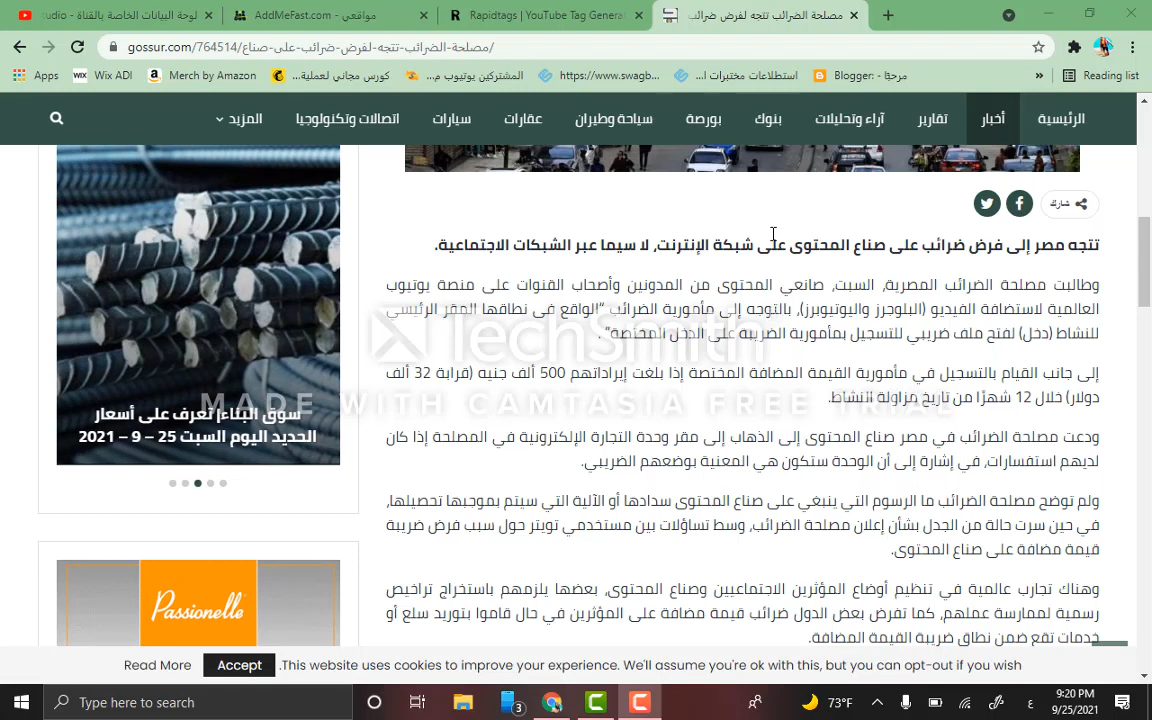 لوحة البيانات الخاصة بالقناة - tudio
AddMeFast.com - مواقعي
Rapidtags | YouTube Tag Genera
مصلحة الضرائب تتجه لفرض ضرائب
gossur.com/764514/مصلحة-الضرائب-تتجه-لفرض-ضرائب-على-صناع/
Apps
WIX Wix ADI
Merch by Amazon
كورس مجاني لعملية...
المشتركين يوتيوب م...
https://www.swagb...
استطلاعات مختبرات ا...
Blogger: - مرحبًا
»
Reading list
الرئيسية
أخبار
تقارير
آراء وتحليلات
بورصة
بنوك
سياحة وطيران
عقارات
سيارات
اتصالات وتكنولوجيا
المزيد
شارك
تتجه مصر إلى فرض ضرائب على صناع المحتوى على شبكة الإنترنت، لا سيما عبر الشبكات الاجتماعية.
وطالبت مصلحة الضرائب المصرية، السبت، صانعي المحتوى من المدونين وأصحاب القنوات على منصة يوتيوب
العالمية لاستضافة الفيديو (البلوجرز واليوتيوبرز)، بالتوجه إلى مأمورية الضرائب "الواقع في نطاقها المقر الرئيسي
للنشاط (دخل) لفتح ملف ضريبي للتسجيل بمأمورية الضريبة على الدخل المختصة" .
إلى جانب القيام بالتسجيل في مأمورية القيمة المضافة المختصة إذا بلغت إيراداتهم 500 ألف جنيه (قرابة 32 ألف
دولار) خلال 12 شهرًا من تاريخ مزاولة النشاط.
ودعت مصلحة الضرائب في مصر صناع المحتوى إلى الذهاب إلى مقر وحدة التجارة الإلكترونية في المصلحة إذا كان
لديهم استفسارات، في إشارة إلى أن الوحدة ستكون هي المعنية بوضعهم الضريبي.
ولم توضح مصلحة الضرائب ما الرسوم التي ينبغي على صناع المحتوى سدادها أو الآلية التي سيتم بموجبها تحصيلها،
في حين سرت حالة من الجدل بشأن إعلان مصلحة الضرائب، وسط تساؤلات بين مستخدمي تويتر حول سبب فرض ضريبة
قيمة مضافة على صناع المحتوى.
وهناك تجارب عالمية في تنظيم أوضاع المؤثرين الاجتماعيين وصناع المحتوى، بعضها يلزمهم باستخراج تراخيص
رسمية لممارسة عملهم، كما تفرض بعض الدول ضرائب قيمة مضافة على المؤثرين في حال قاموا بتوريد سلع أو
خدمات تقع ضمن نطاق ضريبة القيمة المضافة.
سوق البناء| تعرف على أسعار
الحديد اليوم السبت 25 – 9 – 2021
Passionelle
TechSmith
MADE WITH CAMTASIA FREE TRIAL
This website uses cookies to improve your experience. We'll assume you're ok with this, but you can opt-out if you wish.
Accept
Read More
Type here to search
3
73°F
ع
9:20 PM
9/25/2021